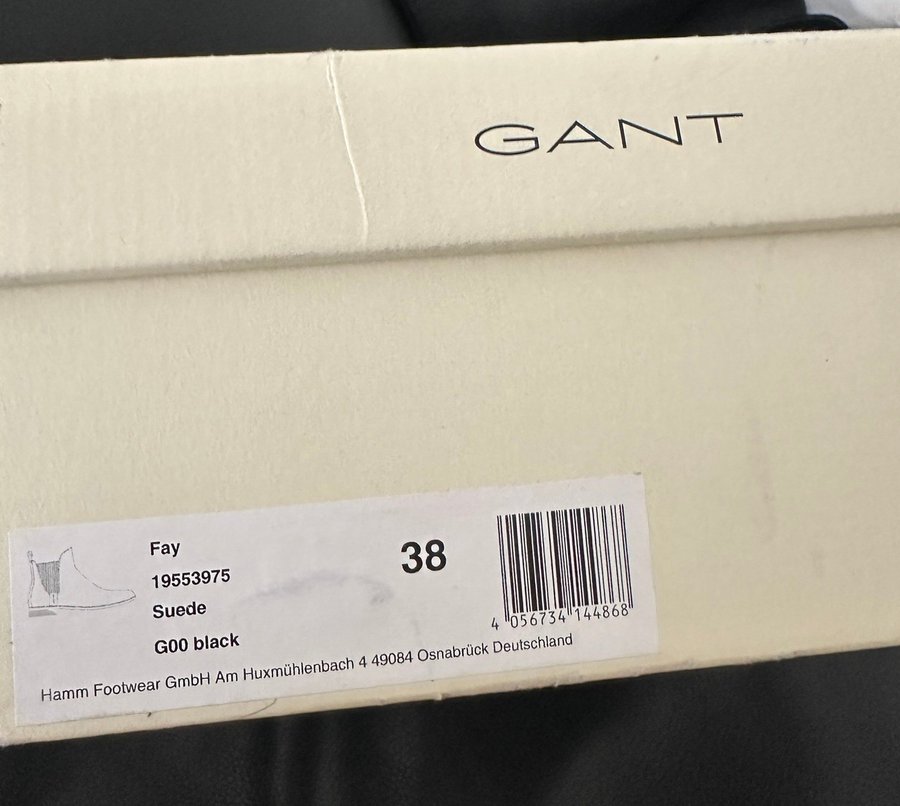 GANT
Fay
19553975
38
Suede
G00 black
4 056734 144868
Hamm Footwear GmbH Am Huxmühlenbach 4 49084 Osnabrück Deutschland